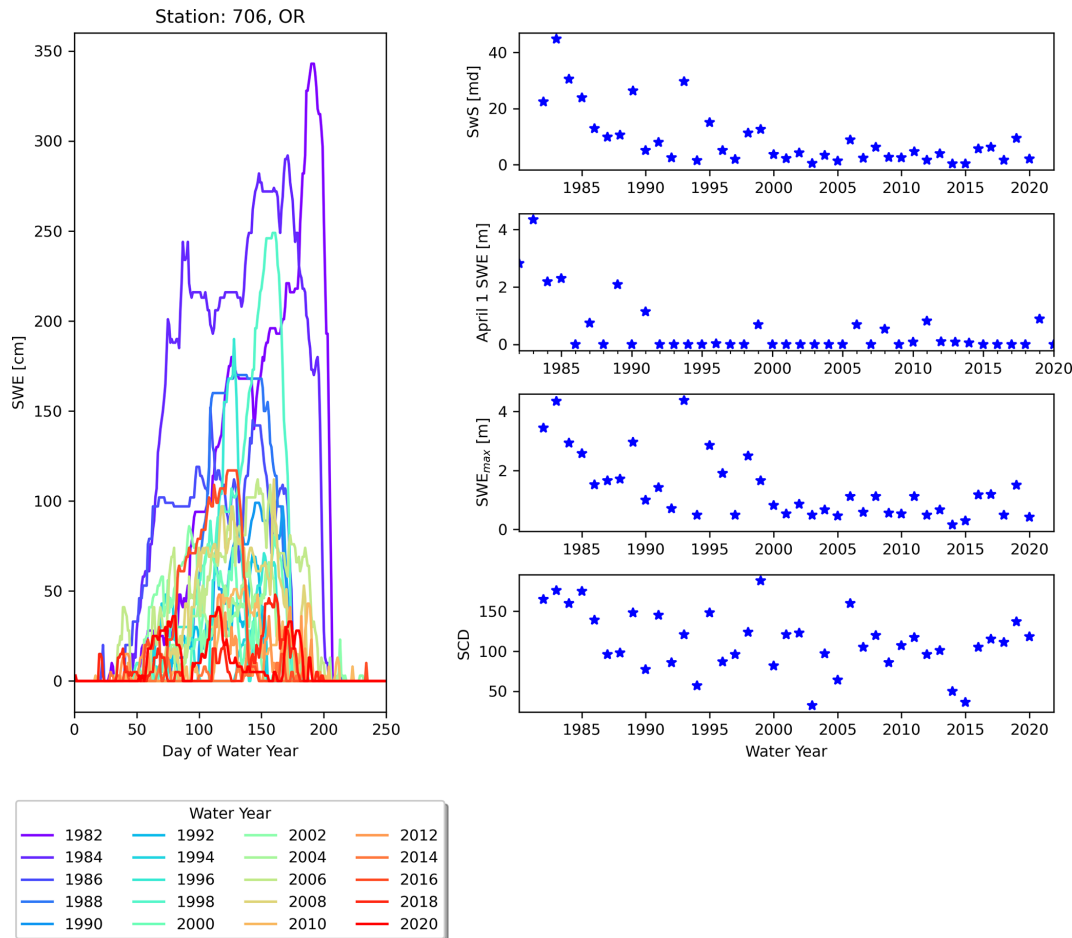 Station: 706, OR
350
300
250
200
150
100
50
0
SWE [cm]
0 50 100 150 200 250
Day of Water Year
40
20
0
SwS [md]
1985 1990 1995 2000 2005 2010 2015 2020
4
2
0
April 1 SWE [m]
1985 1990 1995 2000 2005 2010 2015 2020
4
2
0
SWEmax [m]
1985 1990 1995 2000 2005 2010 2015 2020
150
100
50
SCD
1985 1990 1995 2000 2005 2010 2015 2020
Water Year
Water Year
1982 1992 2002 2012
1984 1994 2004 2014
1986 1996 2006 2016
1988 1998 2008 2018
1990 2000 2010 2020